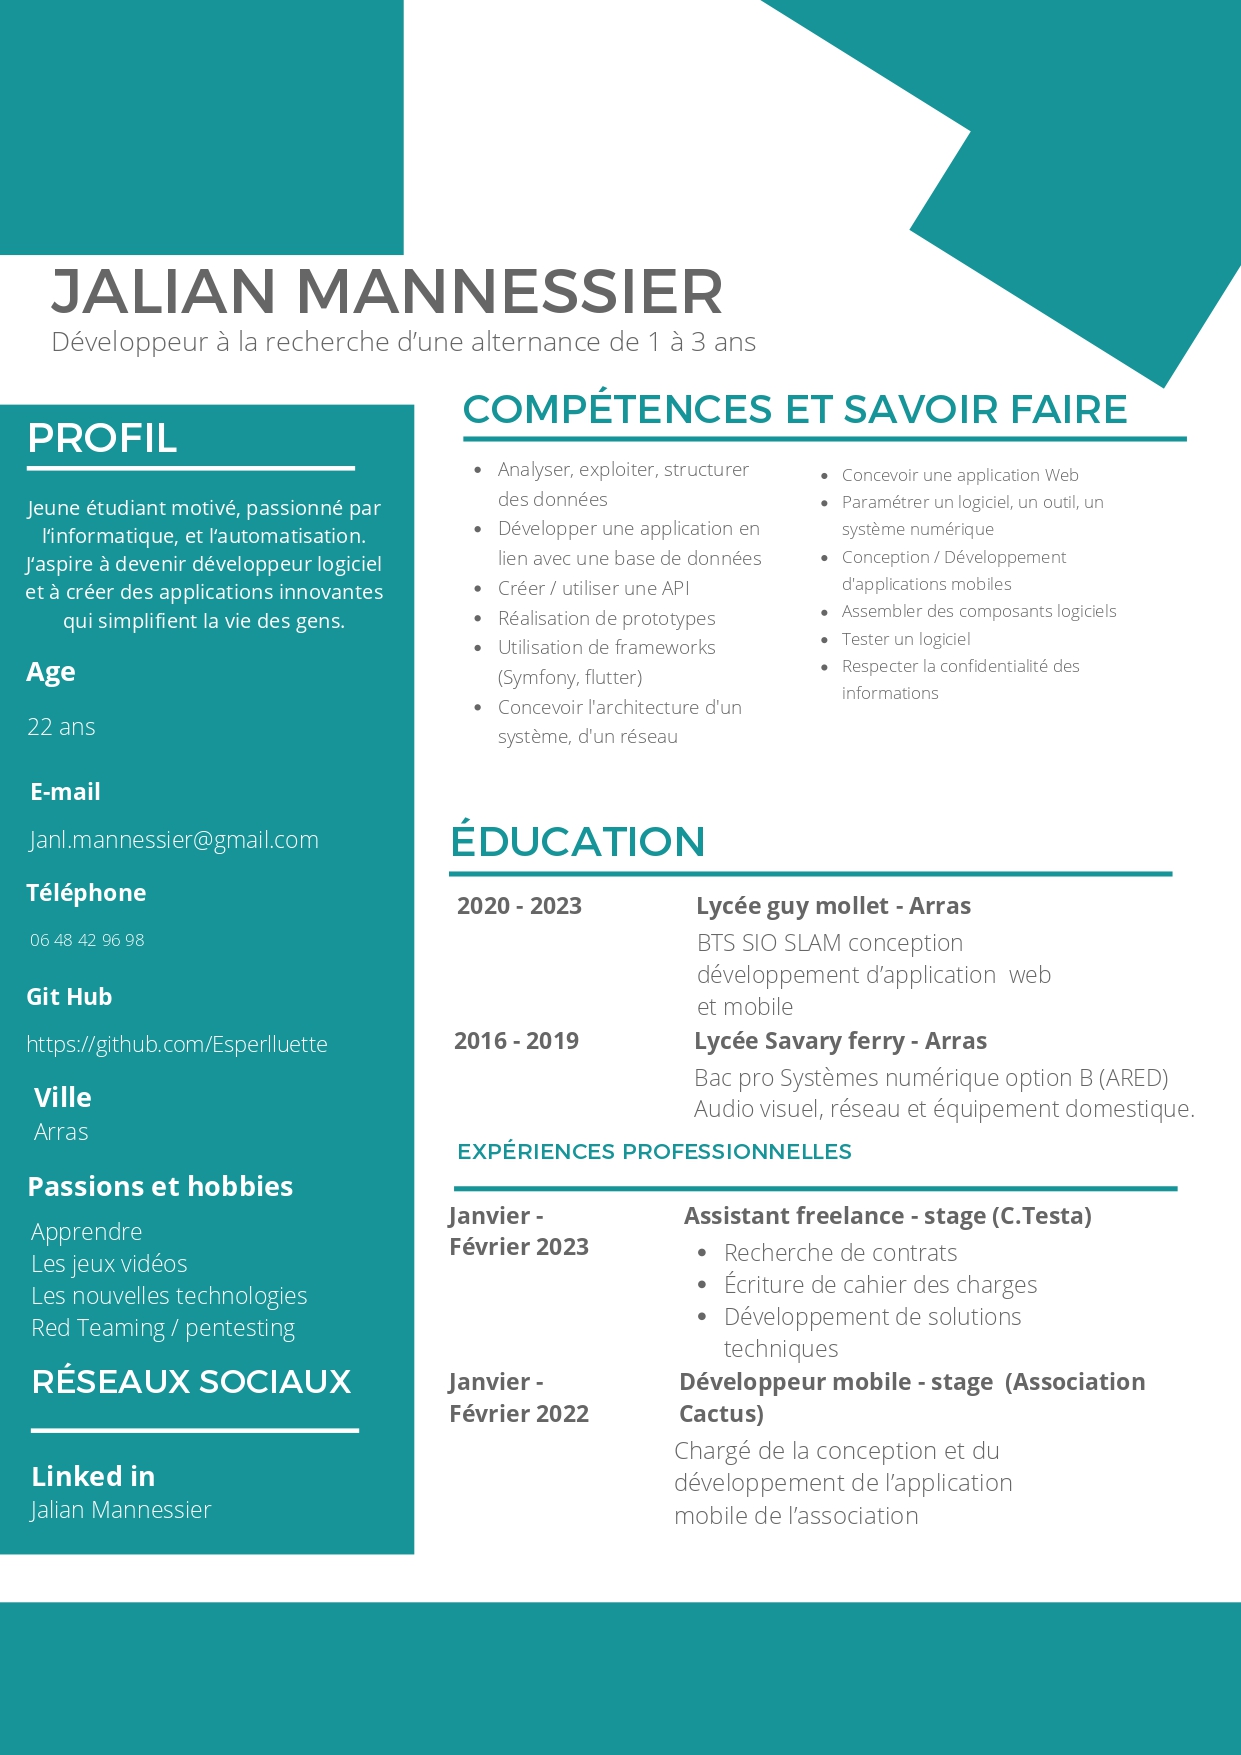 JALIAN MANNESSIER
Développeur à la recherche d’une alternance de 1 à 3 ans
PROFIL
Jeune étudiant motivé, passionné par
l‘informatique, et l‘automatisation.
J‘aspire à devenir développeur logiciel
et à créer des applications innovantes
qui simplifient la vie des gens.
Age
22 ans
E-mail
Janl.mannessier@gmail.com
Téléphone
06 48 42 96 98
Git Hub
https://github.com/Esperlluette
Ville
Arras
Passions et hobbies
Apprendre
Les jeux vidéos
Les nouvelles technologies
Red Teaming / pentesting
RÉSEAUX SOCIAUX
Linked in
Jalian Mannessier
COMPÉTENCES ET SAVOIR FAIRE
• Analyser, exploiter, structurer
des données
• Développer une application en
lien avec une base de données
• Créer / utiliser une API
• Réalisation de prototypes
• Utilisation de frameworks
(Symfony, flutter)
• Concevoir l'architecture d'un
système, d'un réseau
• Concevoir une application Web
• Paramétrer un logiciel, un outil, un
système numérique
• Conception / Développement
d'applications mobiles
• Assembler des composants logiciels
• Tester un logiciel
• Respecter la confidentialité des
informations
ÉDUCATION
2020 - 2023
Lycée guy mollet - Arras
BTS SIO SLAM conception
développement d’application  web
et mobile
2016 - 2019
Lycée Savary ferry - Arras
Bac pro Systèmes numérique option B (ARED)
Audio visuel, réseau et équipement domestique.
EXPÉRIENCES PROFESSIONNELLES
Janvier -
Février 2023
Assistant freelance - stage (C.Testa)
• Recherche de contrats
• Écriture de cahier des charges
• Développement de solutions
techniques
Janvier -
Février 2022
Développeur mobile - stage  (Association
Cactus)
Chargé de la conception et du
développement de l’application
mobile de l’association